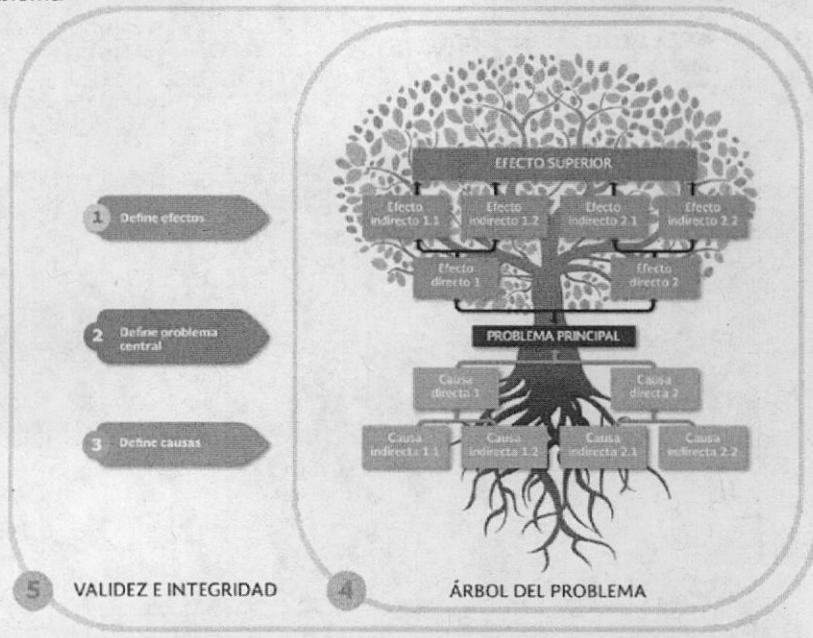 EFECTO SUPERIOR
Efecto
indirecto 1.1
Efecto
indirecto 1.2
Efecto
indirecto 2.1
Efecto
indirecto 2.2
1
Define efectos
Efecto
directo 1
Efecto
directo 2
2
Define problema
central
PROBLEMA PRINCIPAL
Causa
directa 1
Causa
directa 2
3
Define causas
Causa
indirecta 1.1
Causa
indirecta 1.2
Causa
indirecta 2.1
Causa
indirecta 2.2
5
VALIDEZ E INTEGRIDAD
4
ÁRBOL DEL PROBLEMA